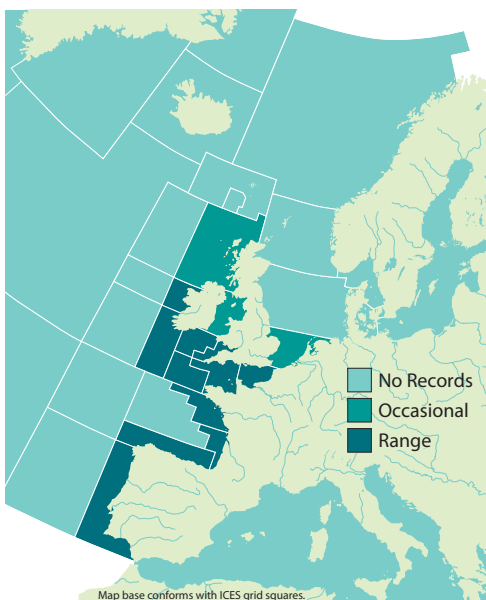 No Records
Occasional
Range
Map base conforms with ICES grid squares.